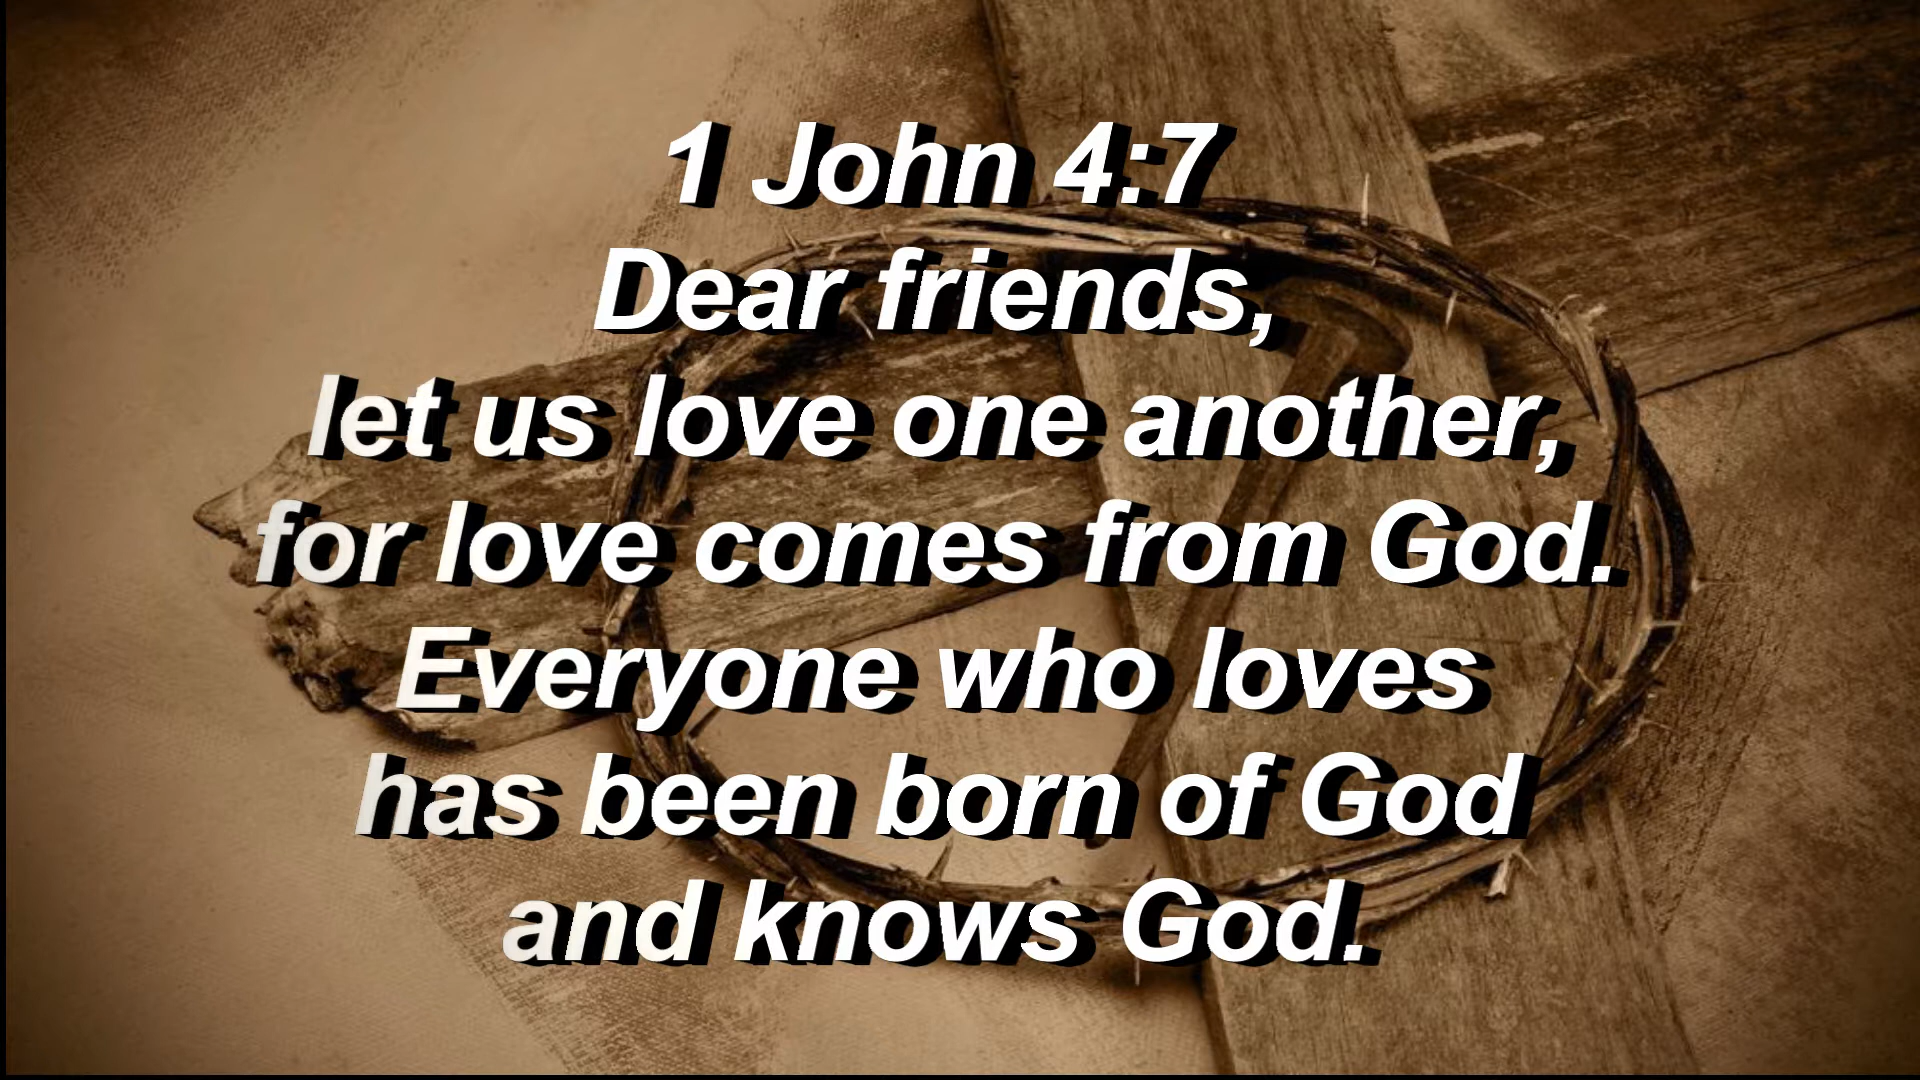 1 John 4:7
Dear friends,
let us love one another,
for love comes from God.
Everyone who loves
has been born of God
and knows God.